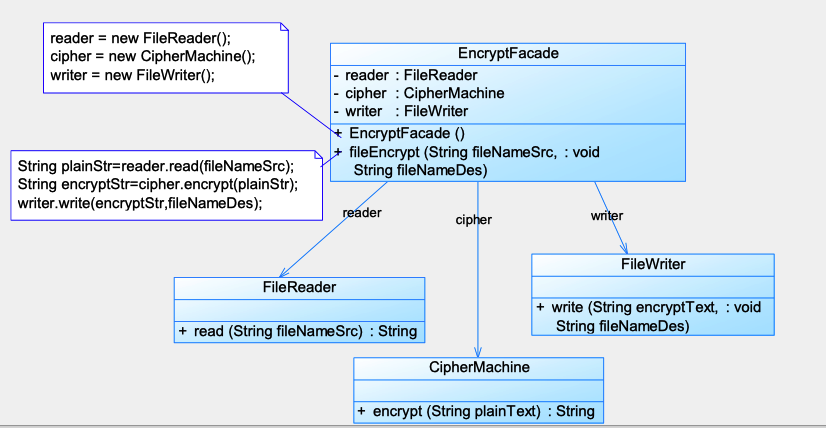 reader = new FileReader();
cipher = new CipherMachine();
writer = new FileWriter();
EncryptFacade
- reader : FileReader
- cipher : CipherMachine
- writer : FileWriter
+ EncryptFacade ()
+ fileEncrypt (String fileNameSrc, : void
String fileNameDes)
String plainStr=reader.read(fileNameSrc);
String encryptStr=cipher.encrypt(plainStr);
writer.write(encryptStr,fileNameDes);
reader
cipher
writer
FileReader
+ read (String fileNameSrc) : String
FileWriter
+ write (String encryptText, : void
String fileNameDes)
CipherMachine
+ encrypt (String plainText) : String